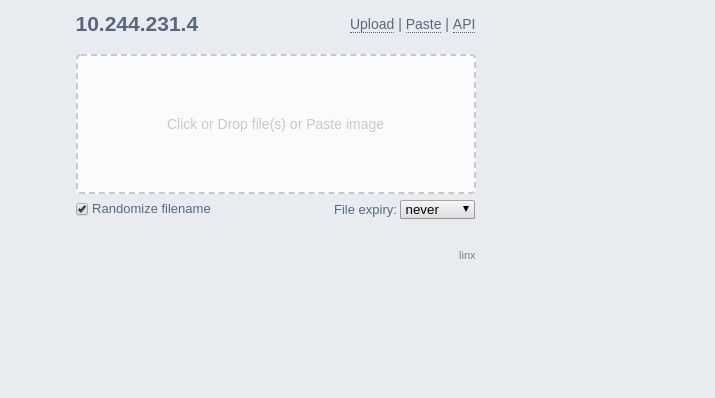 10.244.231.4
Upload | Paste | API
Click or Drop file(s) or Paste image
Randomize filename
File expiry: never
linx